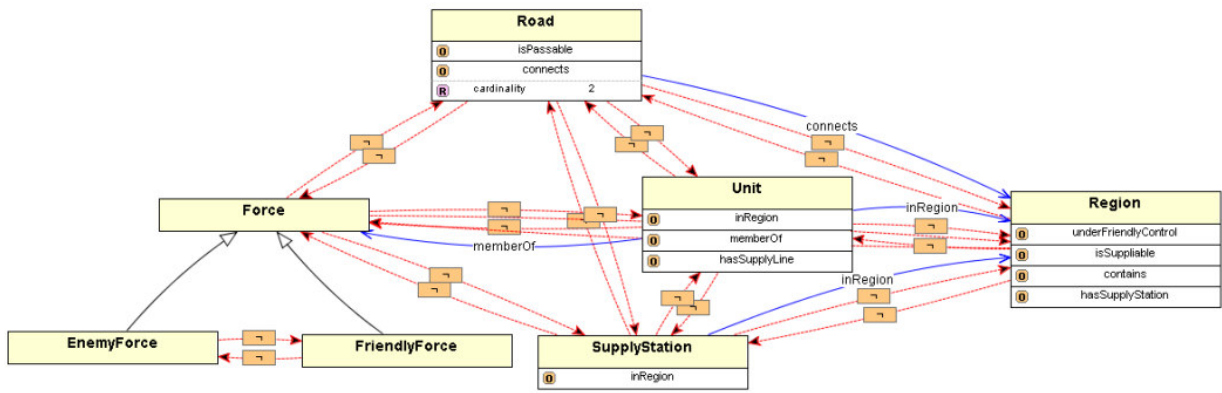 Road
O isPassable
O connects
R cardinality 2
connects
¬
¬
¬
¬
¬
¬
Force
Unit
O inRegion
O memberOf
O hasSupplyLine
Region
O underFriendlyControl
O isSuppliable
O contains
O hasSupplyStation
¬
¬
¬
¬
inRegion
¬
¬
memberOf
inRegion
¬
¬
¬
¬
¬
¬
EnemyForce
¬
¬
FriendlyForce
SupplyStation
O inRegion